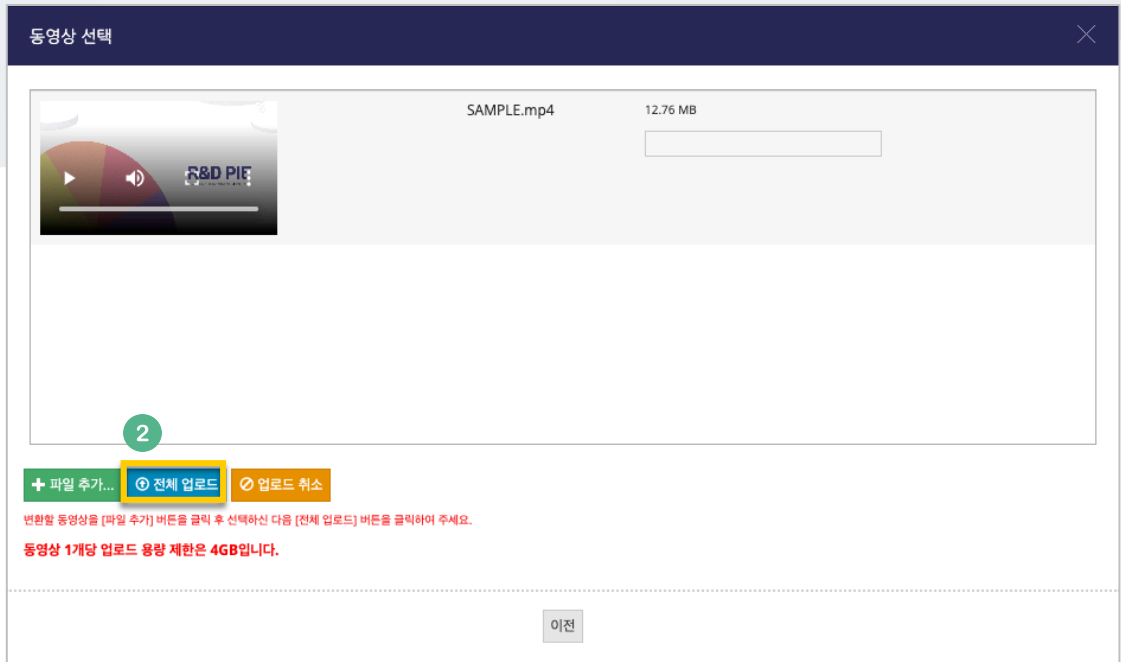 동영상 선택
SAMPLE.mp4 12.76 MB
R&D PIE
2
파일 추가... 전체 업로드 업로드 취소
변환할 동영상을 [파일 추가] 버튼을 클릭 후 선택하신 다음 [전체 업로드] 버튼을 클릭하여 주세요.
동영상 1개당 업로드 용량 제한은 4GB입니다.
이전